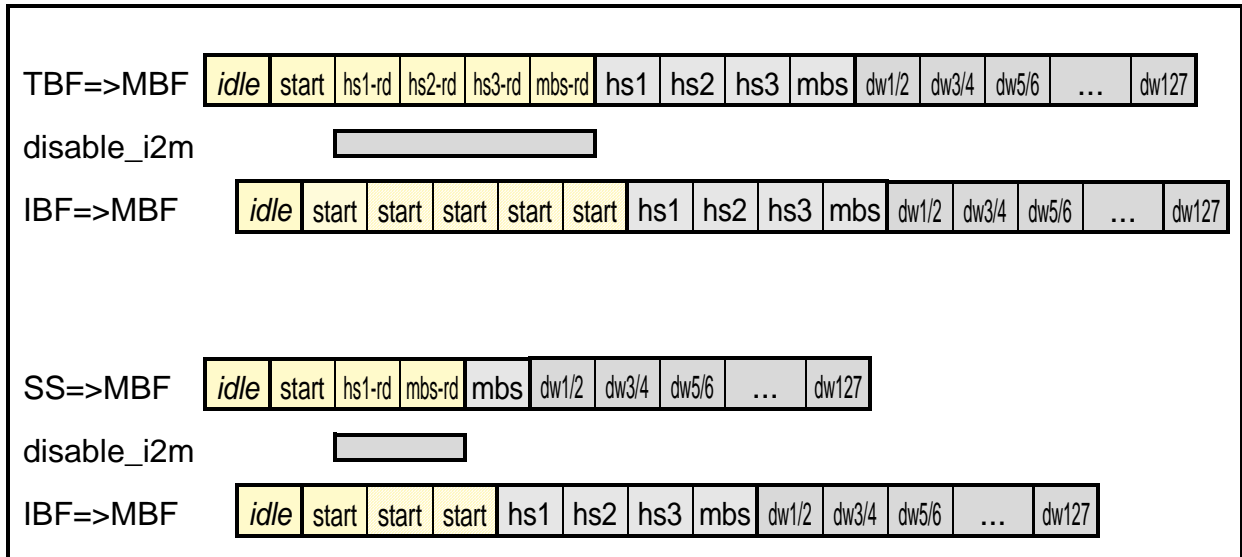 TBF=>MBF idle start hs1-rd hs2-rd hs3-rd mbs-rd hs1 hs2 hs3 mbs dw1/2 dw3/4 dw5/6 … dw127
disable_i2m
IBF=>MBF idle start start start start start hs1 hs2 hs3 mbs dw1/2 dw3/4 dw5/6 … dw127
SS=>MBF idle start hs1-rd mbs-rd mbs dw1/2 dw3/4 dw5/6 … dw127
disable_i2m
IBF=>MBF idle start start start hs1 hs2 hs3 mbs dw1/2 dw3/4 dw5/6 … dw127